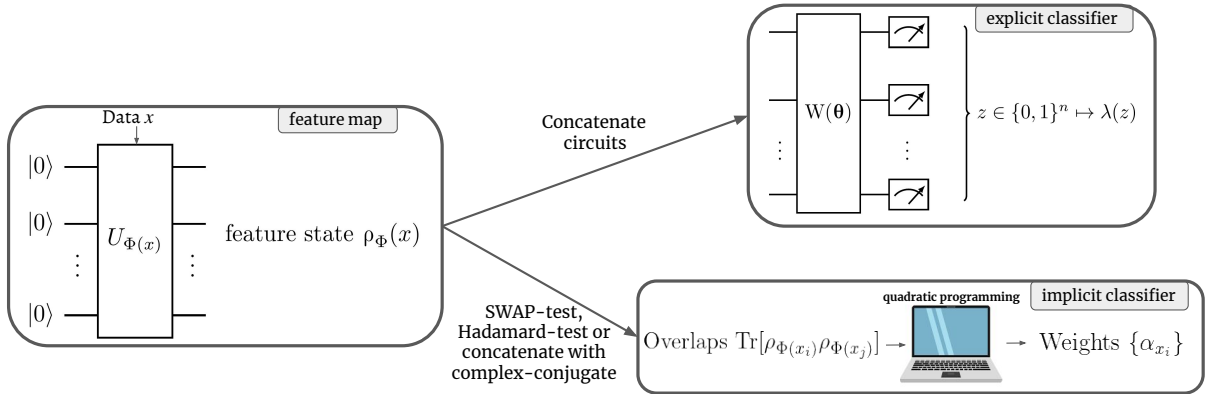 Data x
feature map
|0⟩
|0⟩
⋮ ⋮
|0⟩
U_{Φ(x)}
feature state ρ_Φ(x)
Concatenate
circuits
SWAP-test,
Hadamard-test or
concatenate with
complex-conjugate
explicit classifier
W(θ)
⋮ ⋮
z ∈ {0, 1}^n ↦ λ(z)
implicit classifier
quadratic programming
Overlaps Tr[ρ_{Φ(x_i)}ρ_{Φ(x_j)}]
Weights {α_{x_i}}